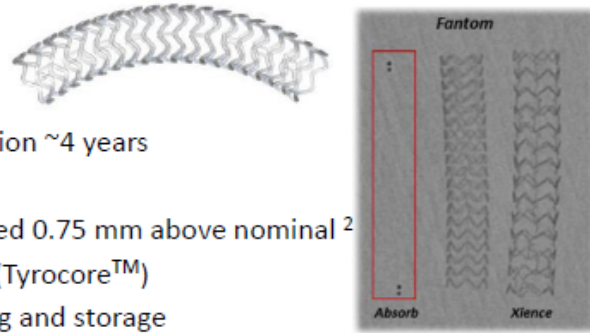 Fantom
ion ~4 years
ed 0.75 mm above nominal 2
(Tyrocore™)
g and storage
Absorb
Xience